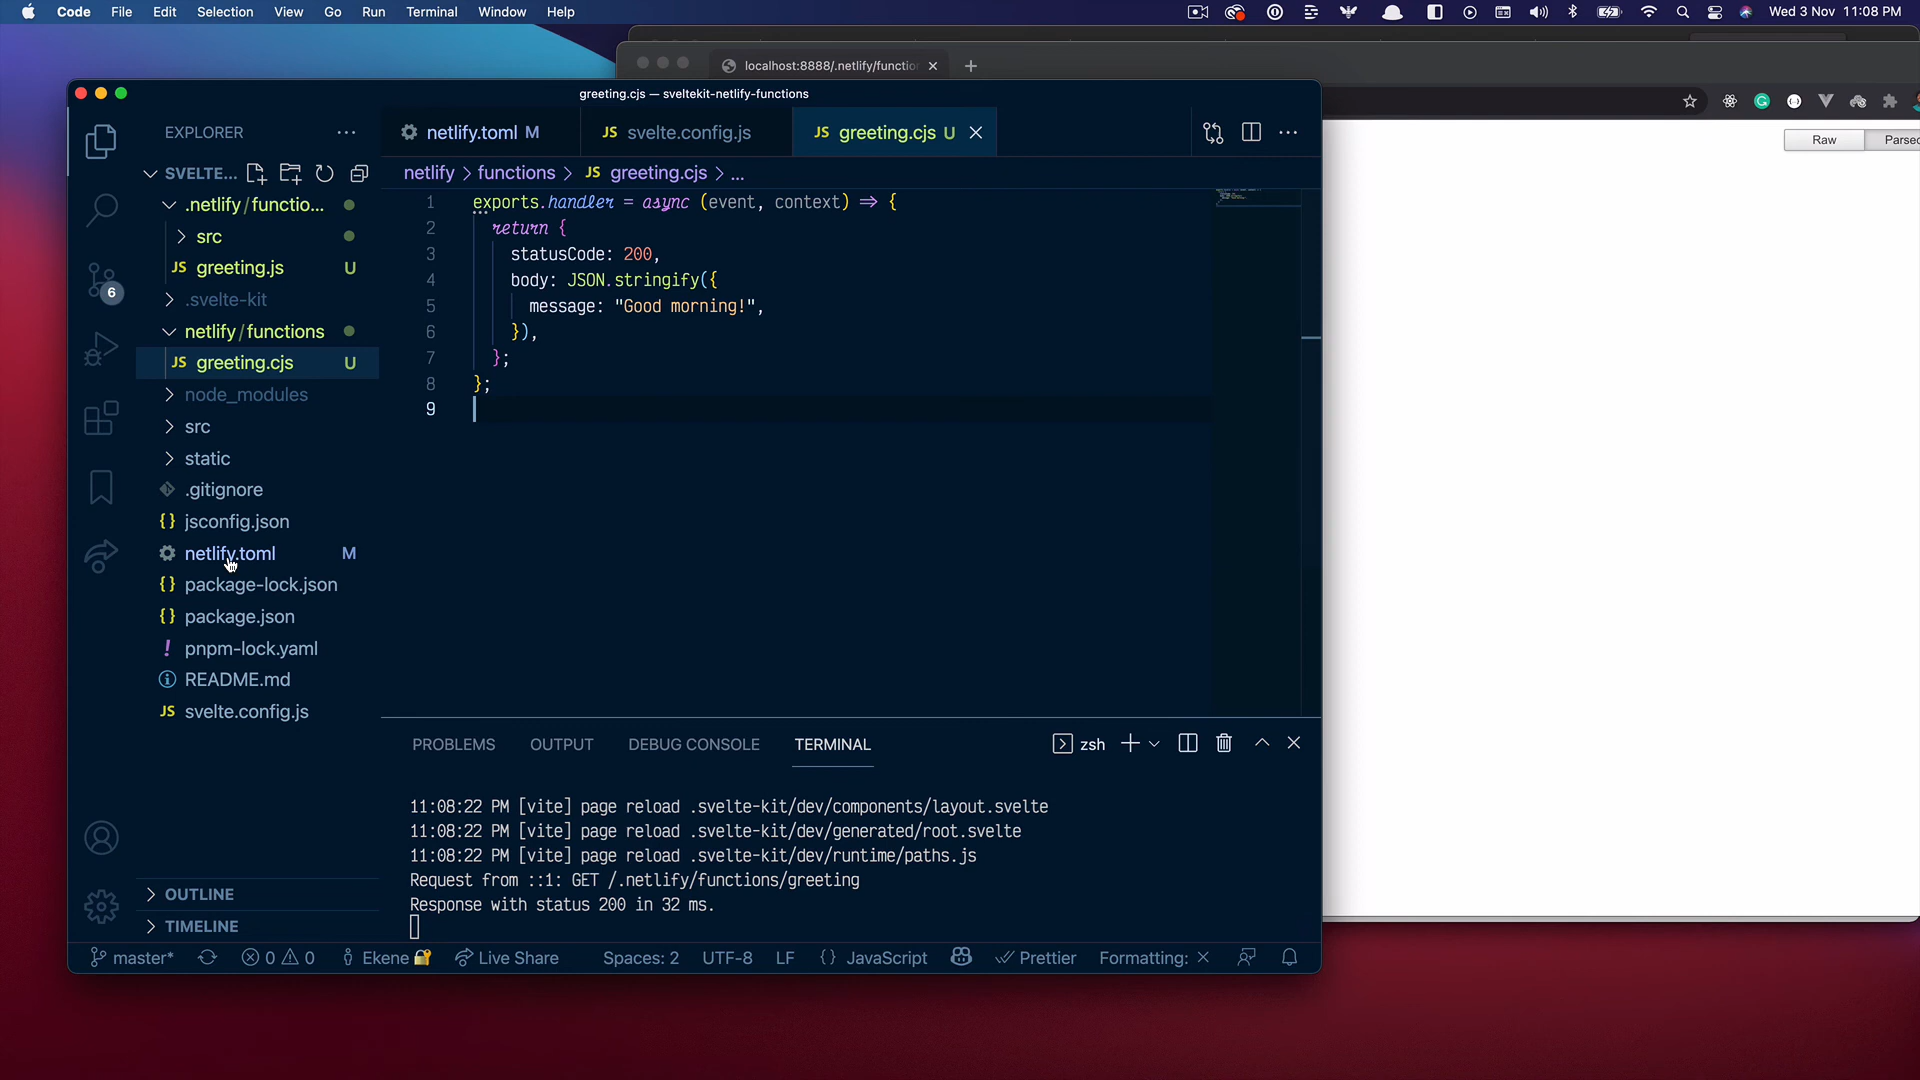 Code File Edit Selection View Go Run Terminal Window Help Wed 3 Nov 11:08 PM
localhost:8888/.netlify/functio
greeting.cjs — sveltekit-netlify-functions
Raw
Parsed
EXPLORER
netlify.toml M
JS svelte.config.js
JS greeting.cjs U
SVELTE...
netlify > functions > JS greeting.cjs > ...
.netlify/functio...
src
JS greeting.js U
.svelte-kit
netlify/functions
JS greeting.cjs U
node_modules
src
static
.gitignore
{} jsconfig.json
netlify.toml M
{} package-lock.json
{} package.json
! pnpm-lock.yaml
README.md
JS svelte.config.js
6
OUTLINE
TIMELINE
1 exports.handler = async (event, context) => {
2 return {
3 statusCode: 200,
4 body: JSON.stringify({
5 message: "Good morning!",
6 }),
7 };
8 };
9
PROBLEMS OUTPUT DEBUG CONSOLE TERMINAL zsh
11:08:22 PM [vite] page reload .svelte-kit/dev/components/layout.svelte
11:08:22 PM [vite] page reload .svelte-kit/dev/generated/root.svelte
11:08:22 PM [vite] page reload .svelte-kit/dev/runtime/paths.js
Request from ::1: GET /.netlify/functions/greeting
Response with status 200 in 32 ms.
master* 0 0 Ekene Live Share Spaces: 2 UTF-8 LF {} JavaScript Prettier Formatting: ×